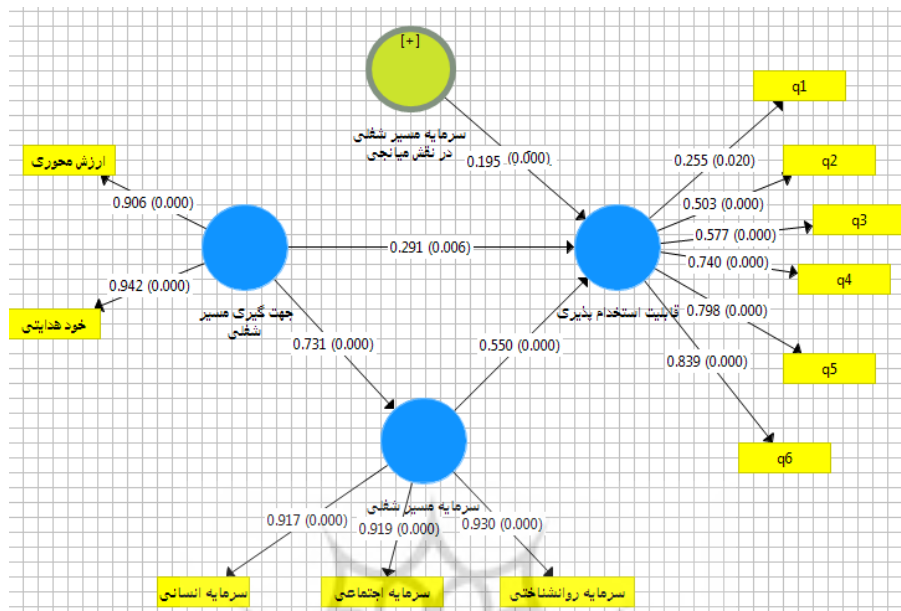 [+]
سرمایه مسیر شغلی
در نقش میانجی
q1
0.195 (0.000)
0.255 (0.020)
ارزش محوری
q2
0.906 (0.000)
0.503 (0.000)
q3
0.577 (0.000)
0.291 (0.006)
0.740 (0.000)
q4
0.942 (0.000)
خود هدایتی
جهت گیری مسیر
شغلی
قابلیت استخدام پذیری
0.798 (0.000)
0.731 (0.000)
0.550 (0.000)
0.839 (0.000)
q5
q6
سرمایه مسیر شغلی
0.917 (0.000)
0.919 (0.000)
0.930 (0.000)
سرمایه انسانی
سرمایه اجتماعی
سرمایه روانشناختی